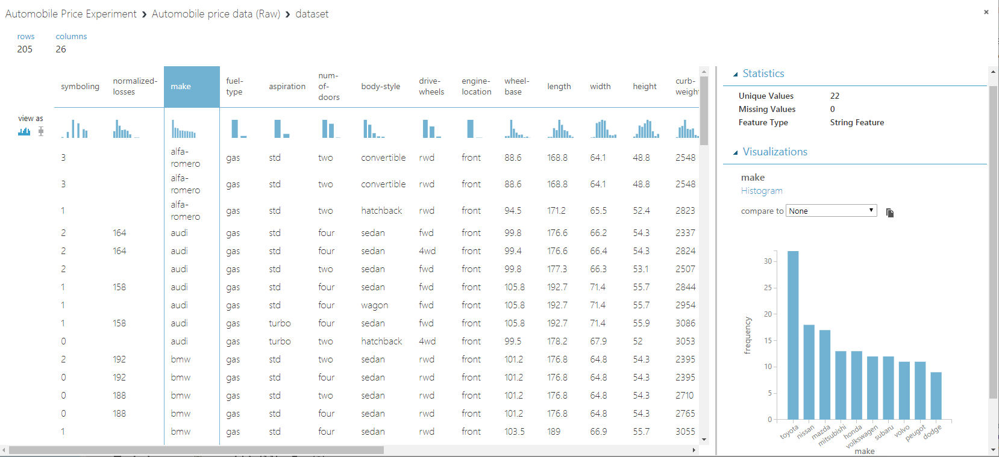 Automobile Price Experiment › Automobile price data (Raw) › dataset ×
rows columns
205 26
symboling normalized-losses make fuel-type aspiration num-of-doors body-style drive-wheels engine-location wheel-base length width height curb-weight
view as
3 alfa-romero gas std two convertible rwd front 88.6 168.8 64.1 48.8 2548
3 alfa-romero gas std two convertible rwd front 88.6 168.8 64.1 48.8 2548
1 alfa-romero gas std two hatchback rwd front 94.5 171.2 65.5 52.4 2823
2 164 audi gas std four sedan fwd front 99.8 176.6 66.2 54.3 2337
2 164 audi gas std four sedan 4wd front 99.4 176.6 66.4 54.3 2824
2 audi gas std two sedan fwd front 99.8 177.3 66.3 53.1 2507
1 158 audi gas std four sedan fwd front 105.8 192.7 71.4 55.7 2844
1 audi gas std four wagon fwd front 105.8 192.7 71.4 55.7 2954
1 158 audi gas turbo four sedan fwd front 105.8 192.7 71.4 55.9 3086
0 audi gas turbo two hatchback 4wd front 99.5 178.2 67.9 52 3053
2 192 bmw gas std two sedan rwd front 101.2 176.8 64.8 54.3 2395
0 192 bmw gas std four sedan rwd front 101.2 176.8 64.8 54.3 2395
0 188 bmw gas std two sedan rwd front 101.2 176.8 64.8 54.3 2710
0 188 bmw gas std four sedan rwd front 101.2 176.8 64.8 54.3 2765
1 bmw gas std four sedan rwd front 103.5 189 66.9 55.7 3055
Statistics
Unique Values 22
Missing Values 0
Feature Type String Feature
Visualizations
make
Histogram
compare to None
30
25
20
15
10
5
0
frequency
toyota nissan mazda mitsubishi honda volkswagen subaru volvo peugot dodge
make